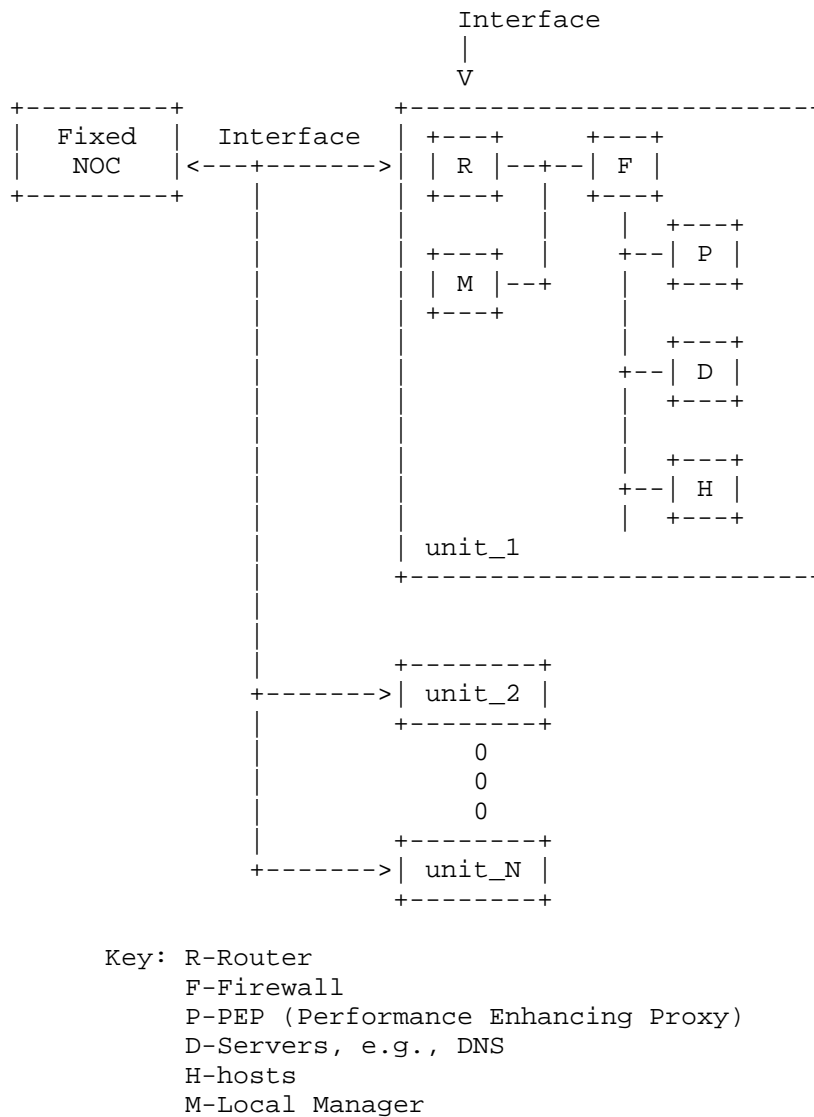 Interface
Fixed
Interface
NOC
R
F
P
M
D
H
unit_1
unit_2
0
0
0
unit_N
Key: R-Router
F-Firewall
P-PEP (Performance Enhancing Proxy)
D-Servers, e.g., DNS
H-hosts
M-Local Manager